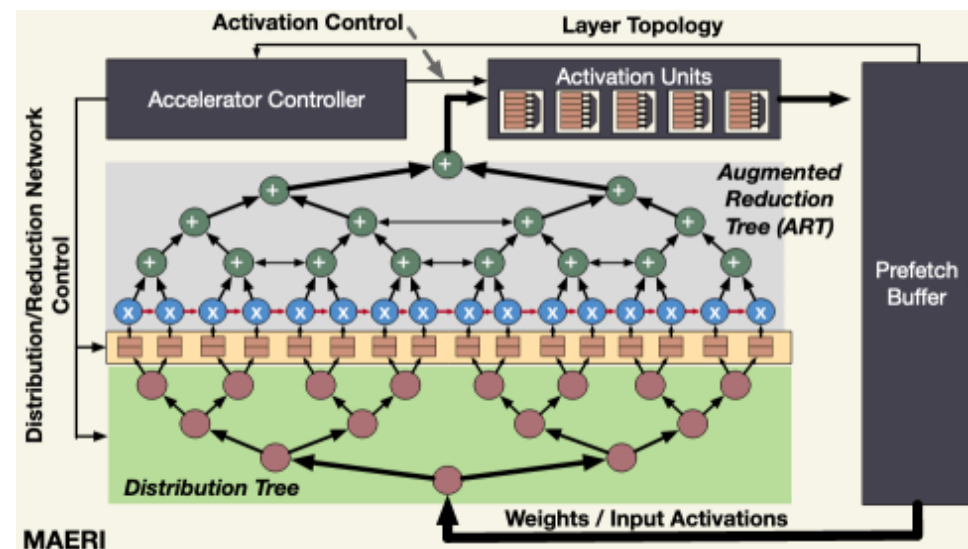 Activation Control
Layer Topology
Accelerator Controller
Activation Units
Augmented
Reduction
Tree (ART)
Distribution/Reduction Network
Control
Prefetch
Buffer
+
+ +
+ + + +
+ + + + + + + +
X X X X X X X X X X X X X X X X
Distribution Tree
Weights / Input Activations
MAERI